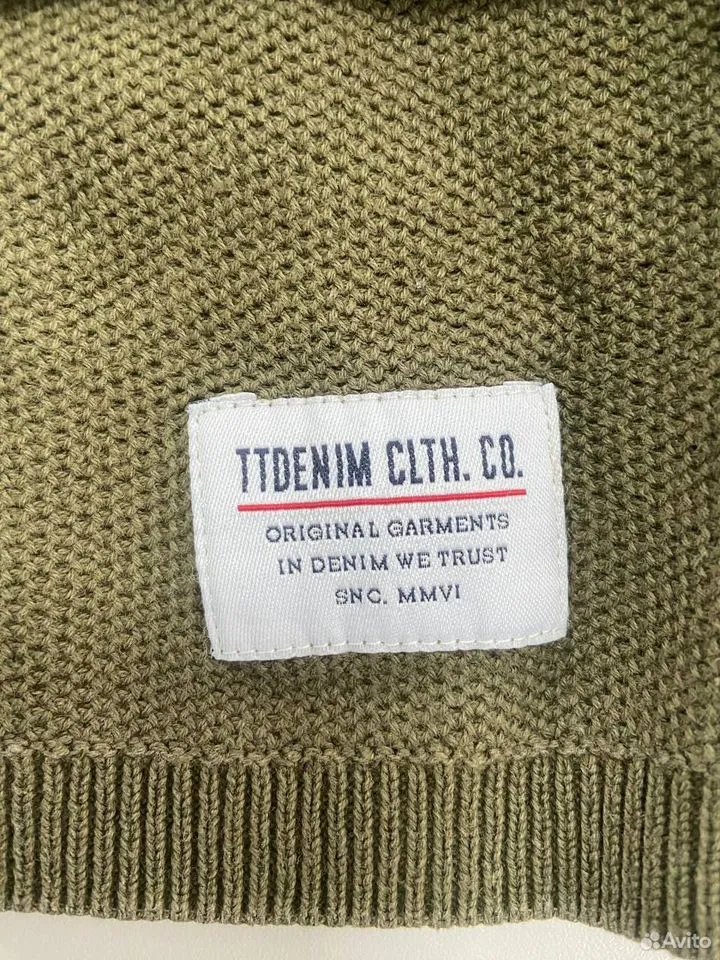 TTDENIM CLTH. CO.
ORIGINAL GARMENTS
IN DENIM WE TRUST
SNC. MMVI
Avito